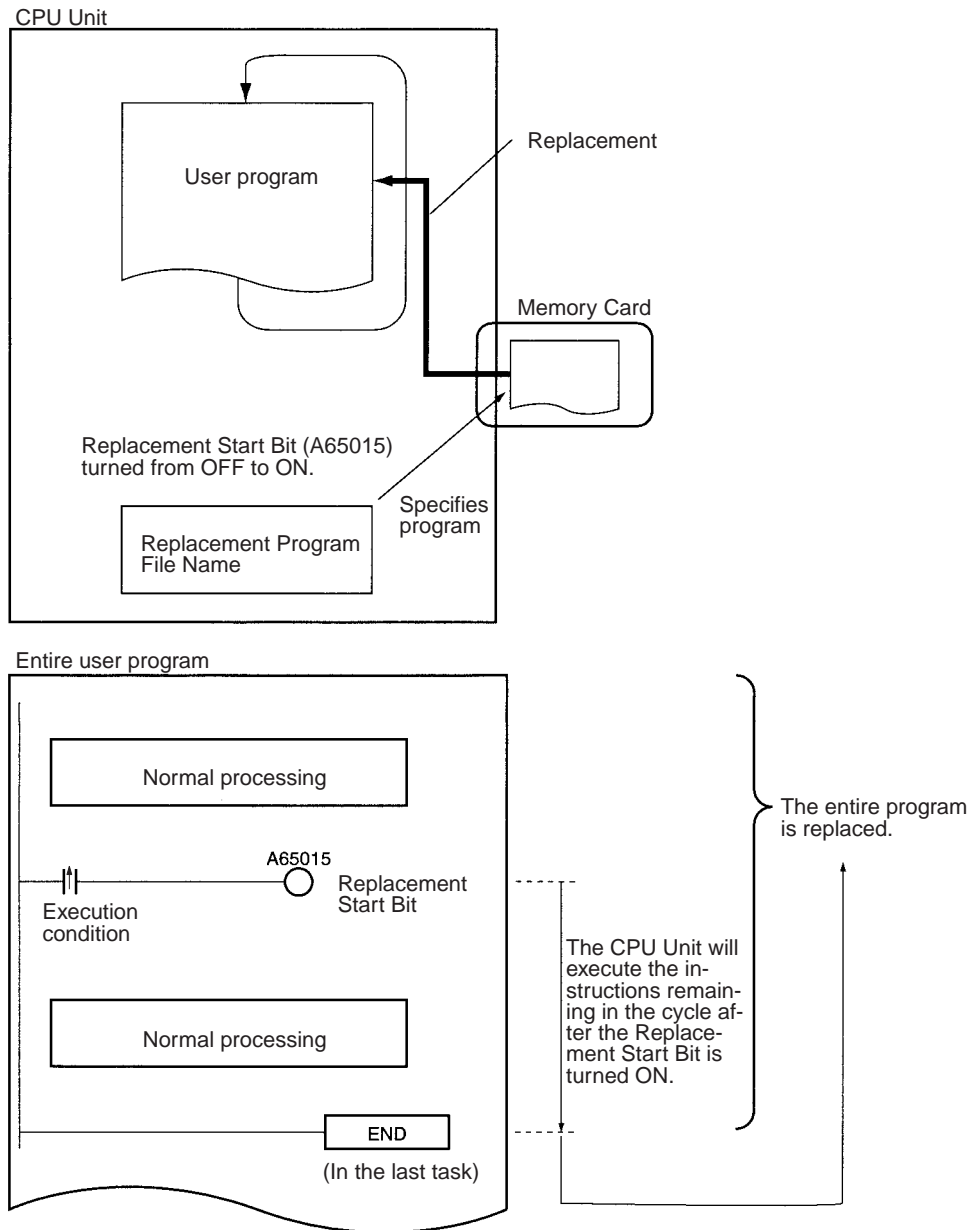 CPU Unit
Replacement
User program
Memory Card
Replacement Start Bit (A65015)
turned from OFF to ON.
Specifies
program
Replacement Program
File Name
Entire user program
Normal processing
The entire program
is replaced.
A65015
Replacement
Start Bit
Execution
condition
The CPU Unit will
execute the in-
structions remain-
ing in the cycle af-
ter the Replace-
ment Start Bit is
turned ON.
Normal processing
END
(In the last task)